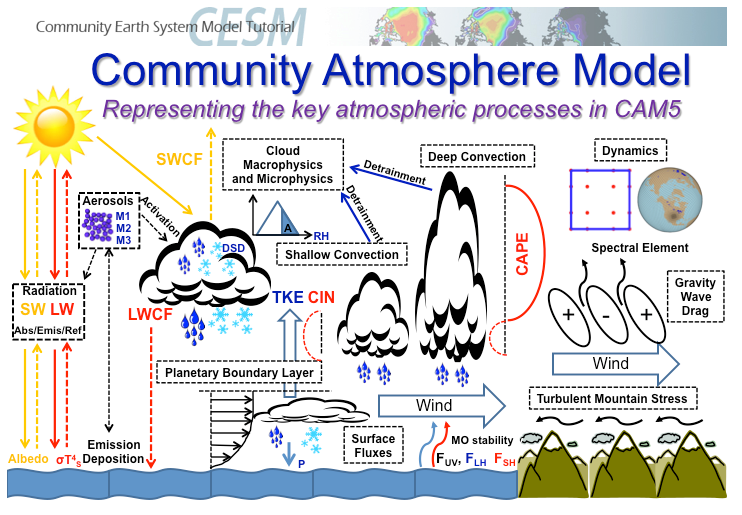 Community Earth System Model Tutorial
CESM
Community Atmosphere Model
Representing the key atmospheric processes in CAM5
SWCF
Cloud
Macrophysics
and Microphysics
Detrainment
Deep Convection
Dynamics
Aerosols
M1
M2
M3
Activation
Detrainment
A
RH
DSD
Shallow Convection
CAPE
Spectral Element
Radiation
SW LW
Abs/Emis/Ref
LWCF
TKE CIN
+
-
+
Gravity
Wave
Drag
Planetary Boundary Layer
Wind
Wind
Turbulent Mountain Stress
Albedo
σT⁴S
Emission
Deposition
P
Surface
Fluxes
MO stability
FUV, FLH FSH